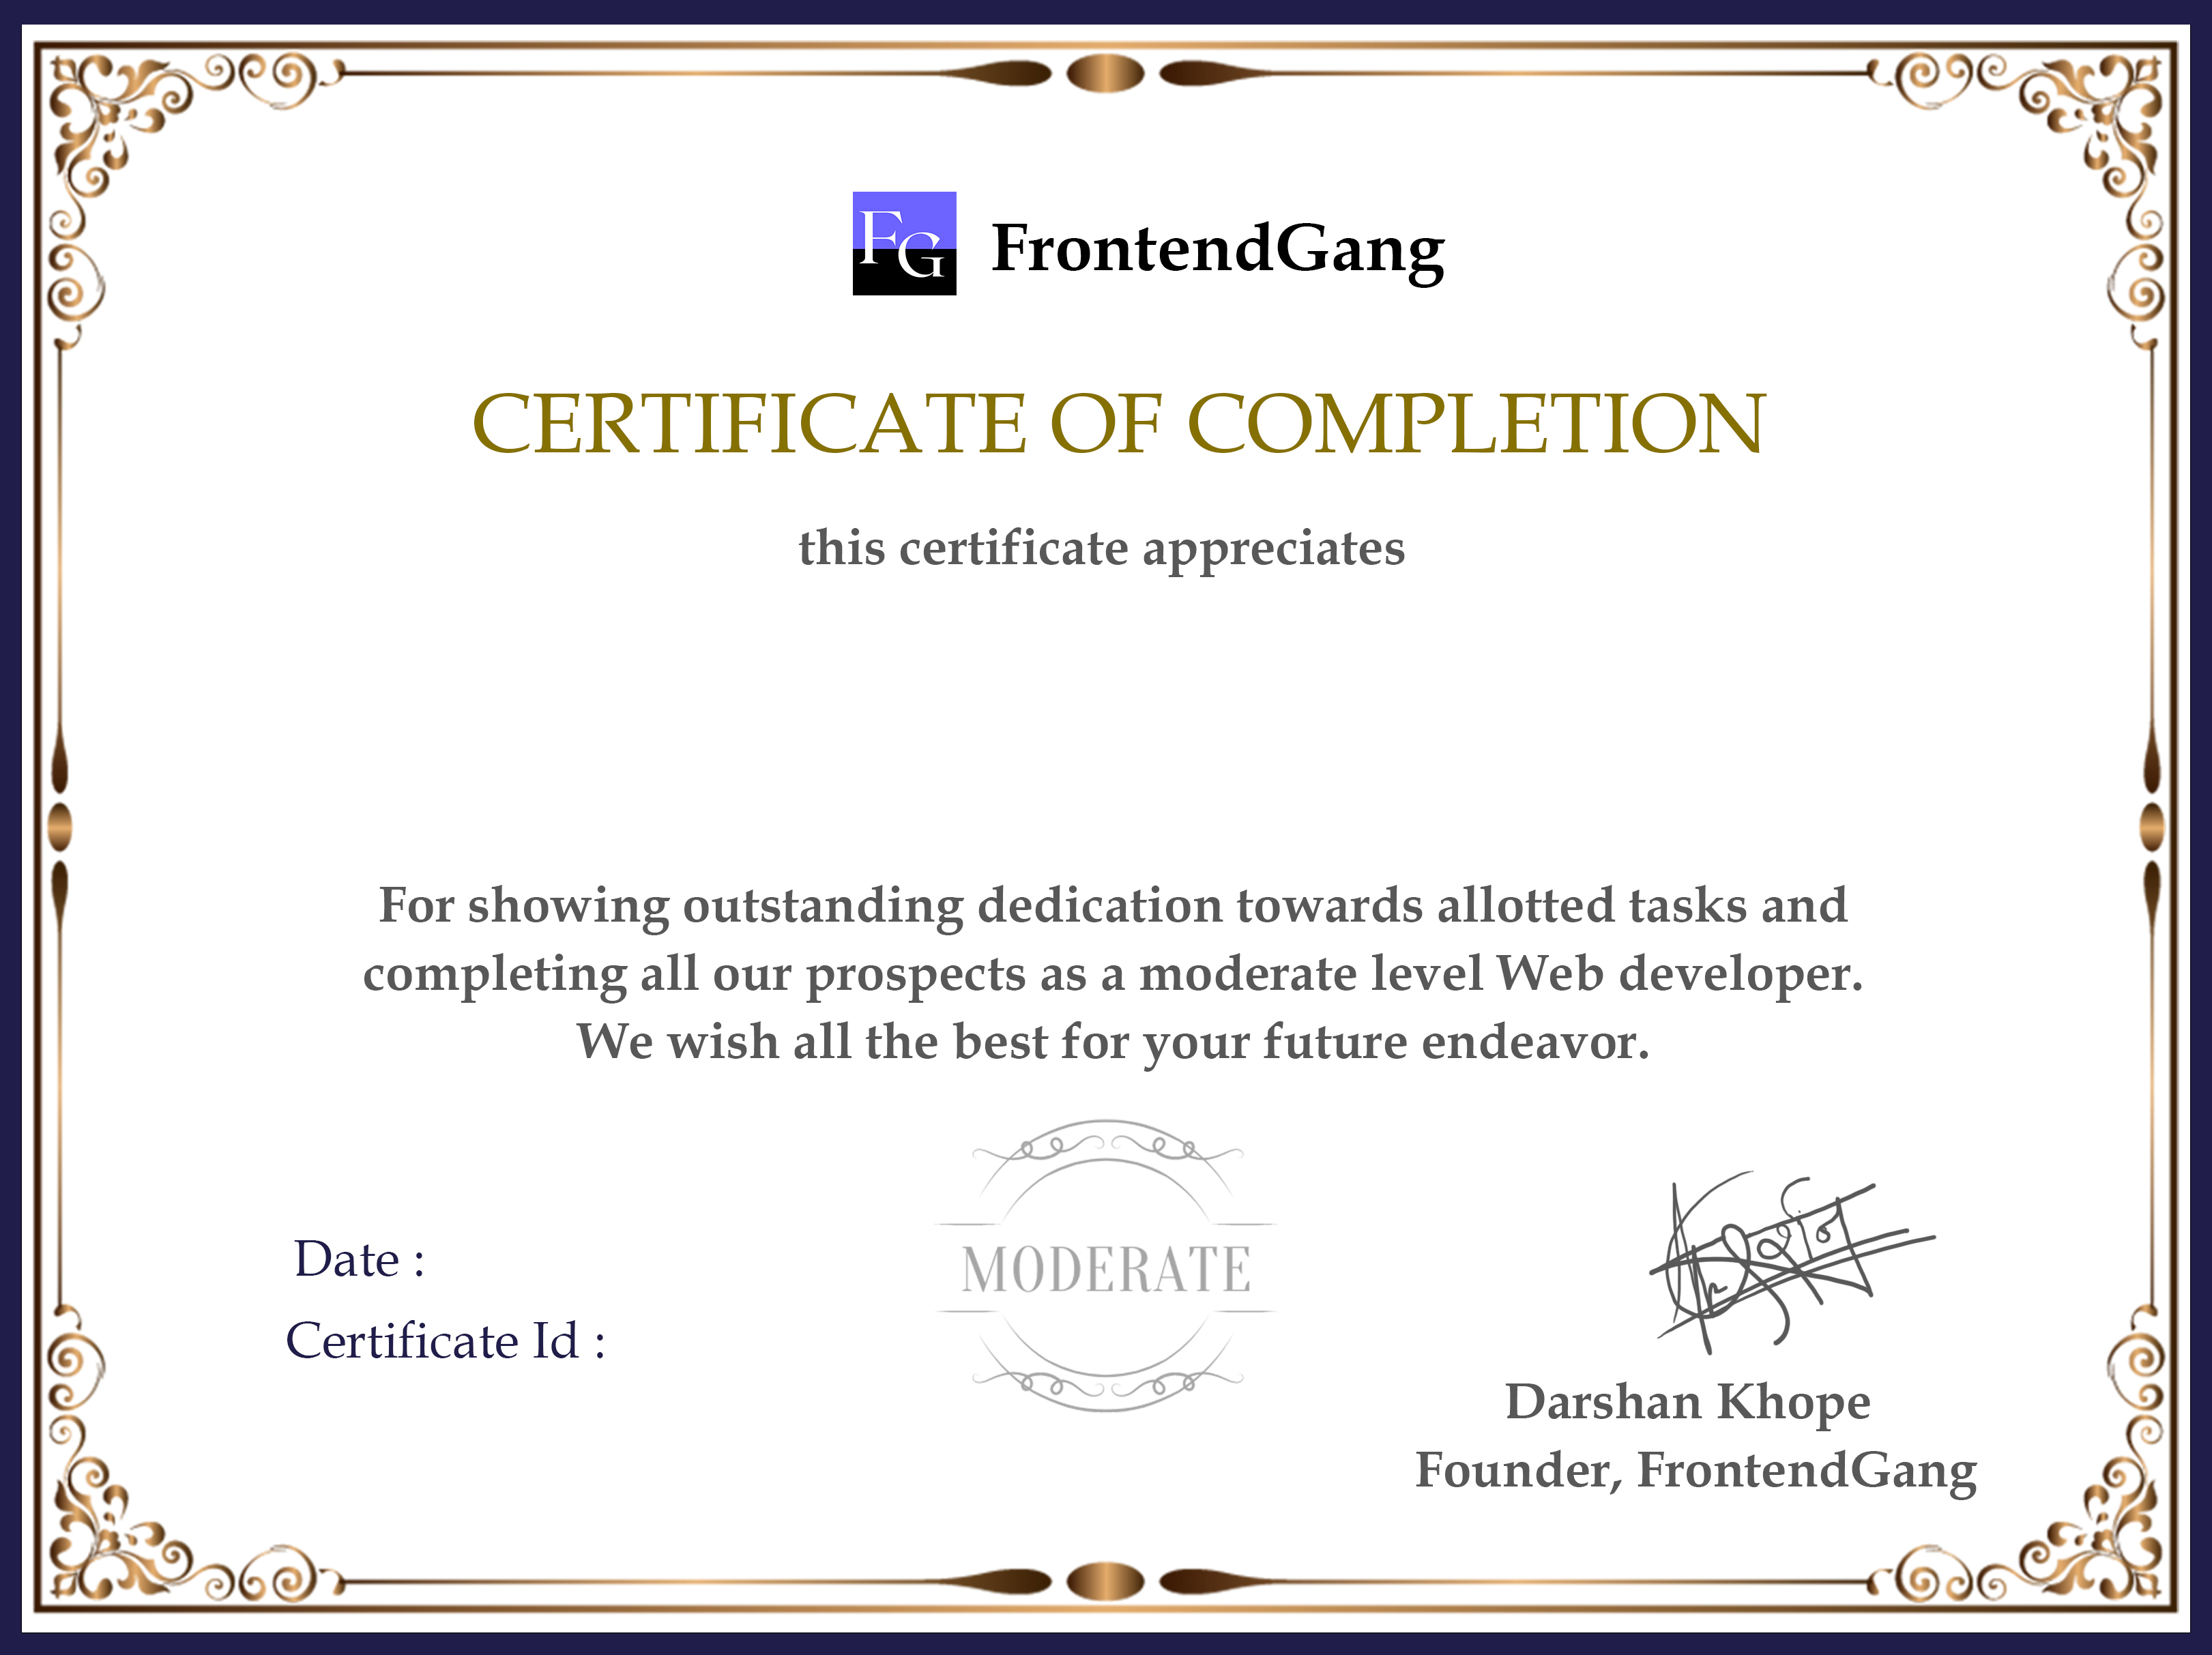 FG FrontendGang
CERTIFICATE OF COMPLETION
this certificate appreciates
For showing outstanding dedication towards allotted tasks and
completing all our prospects as a moderate level Web developer.
We wish all the best for your future endeavor.
MODERATE
Date :
Certificate Id :
Darshan Khope
Founder, FrontendGang